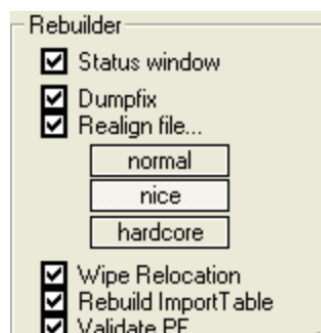 Rebuilder
Status window
Dumpfix
Realign file...
normal
nice
hardcore
Wipe Relocation
Rebuild ImportTable
Validate PE